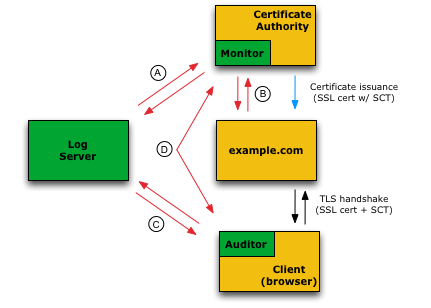 Certificate
Authority
Monitor
A
B
Certificate issuance
(SSL cert w/ SCT)
Log
Server
D
example.com
TLS handshake
(SSL cert + SCT)
C
Auditor
Client
(browser)